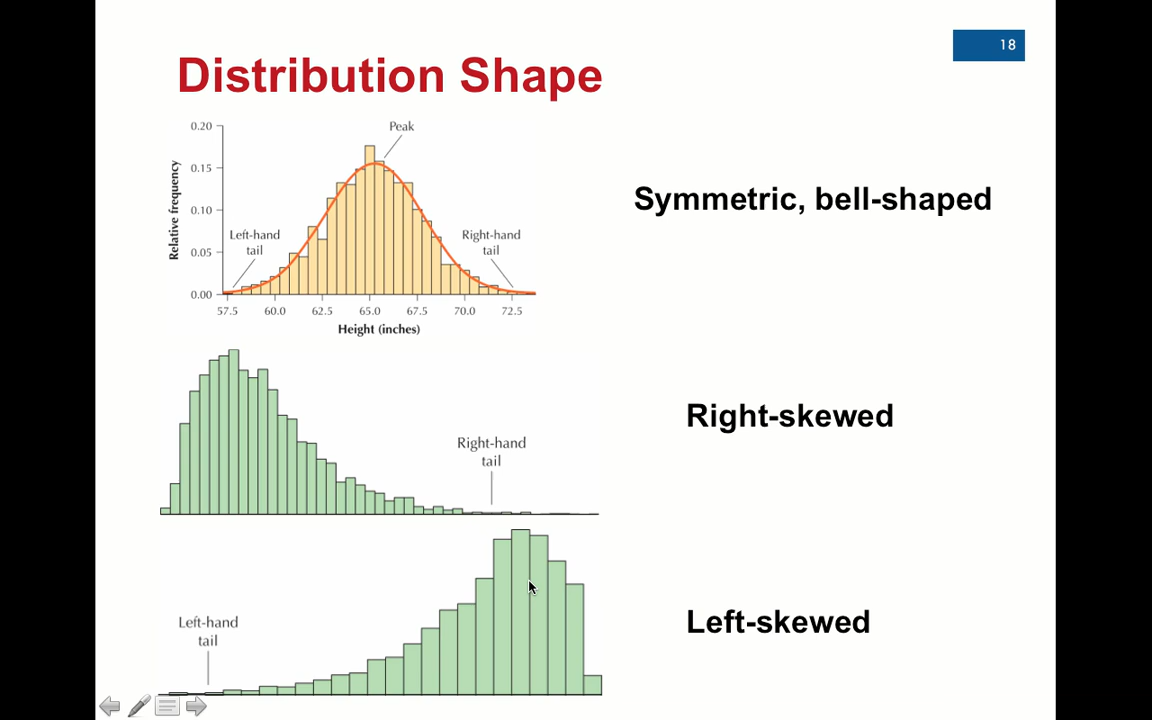 18
Distribution Shape
Peak
0.20
0.15
0.10
0.05
0.00
Relative frequency
Left-hand
tail
Right-hand
tail
57.5 60.0 62.5 65.0 67.5 70.0 72.5
Height (inches)
Symmetric, bell-shaped
Right-hand
tail
Right-skewed
Left-hand
tail
Left-skewed